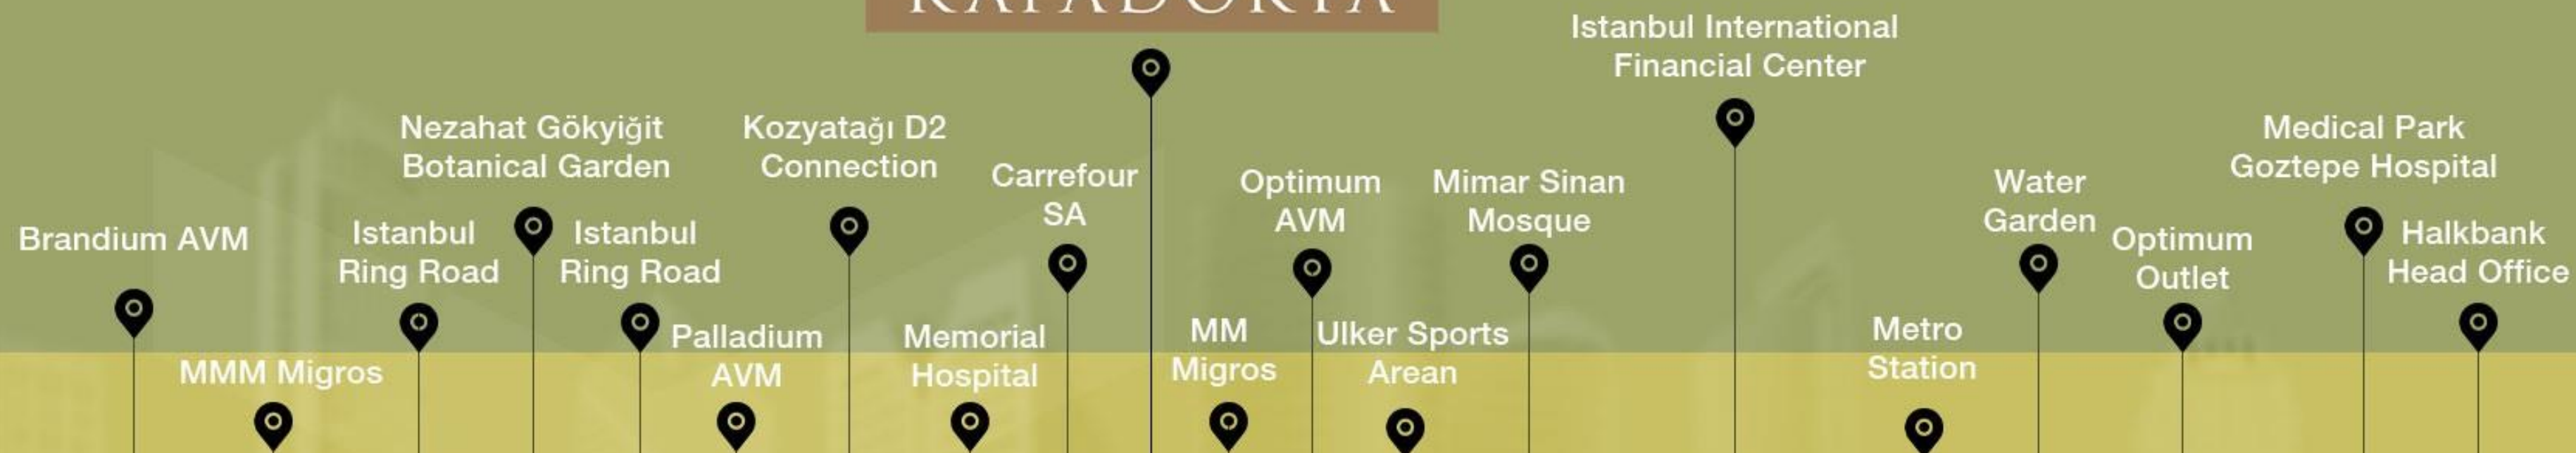 Istanbul International
Financial Center
Nezahat Gökyiğit
Botanical Garden
Kozyatağı D2
Connection
Medical Park
Goztepe Hospital
Carrefour
SA
Optimum
AVM
Mimar Sinan
Mosque
Water
Garden
Brandium AVM
Istanbul
Ring Road
Istanbul
Ring Road
Optimum
Outlet
Halkbank
Head Office
MMM Migros
Palladium
AVM
Memorial
Hospital
MM
Migros
Ulker Sports
Arean
Metro
Station